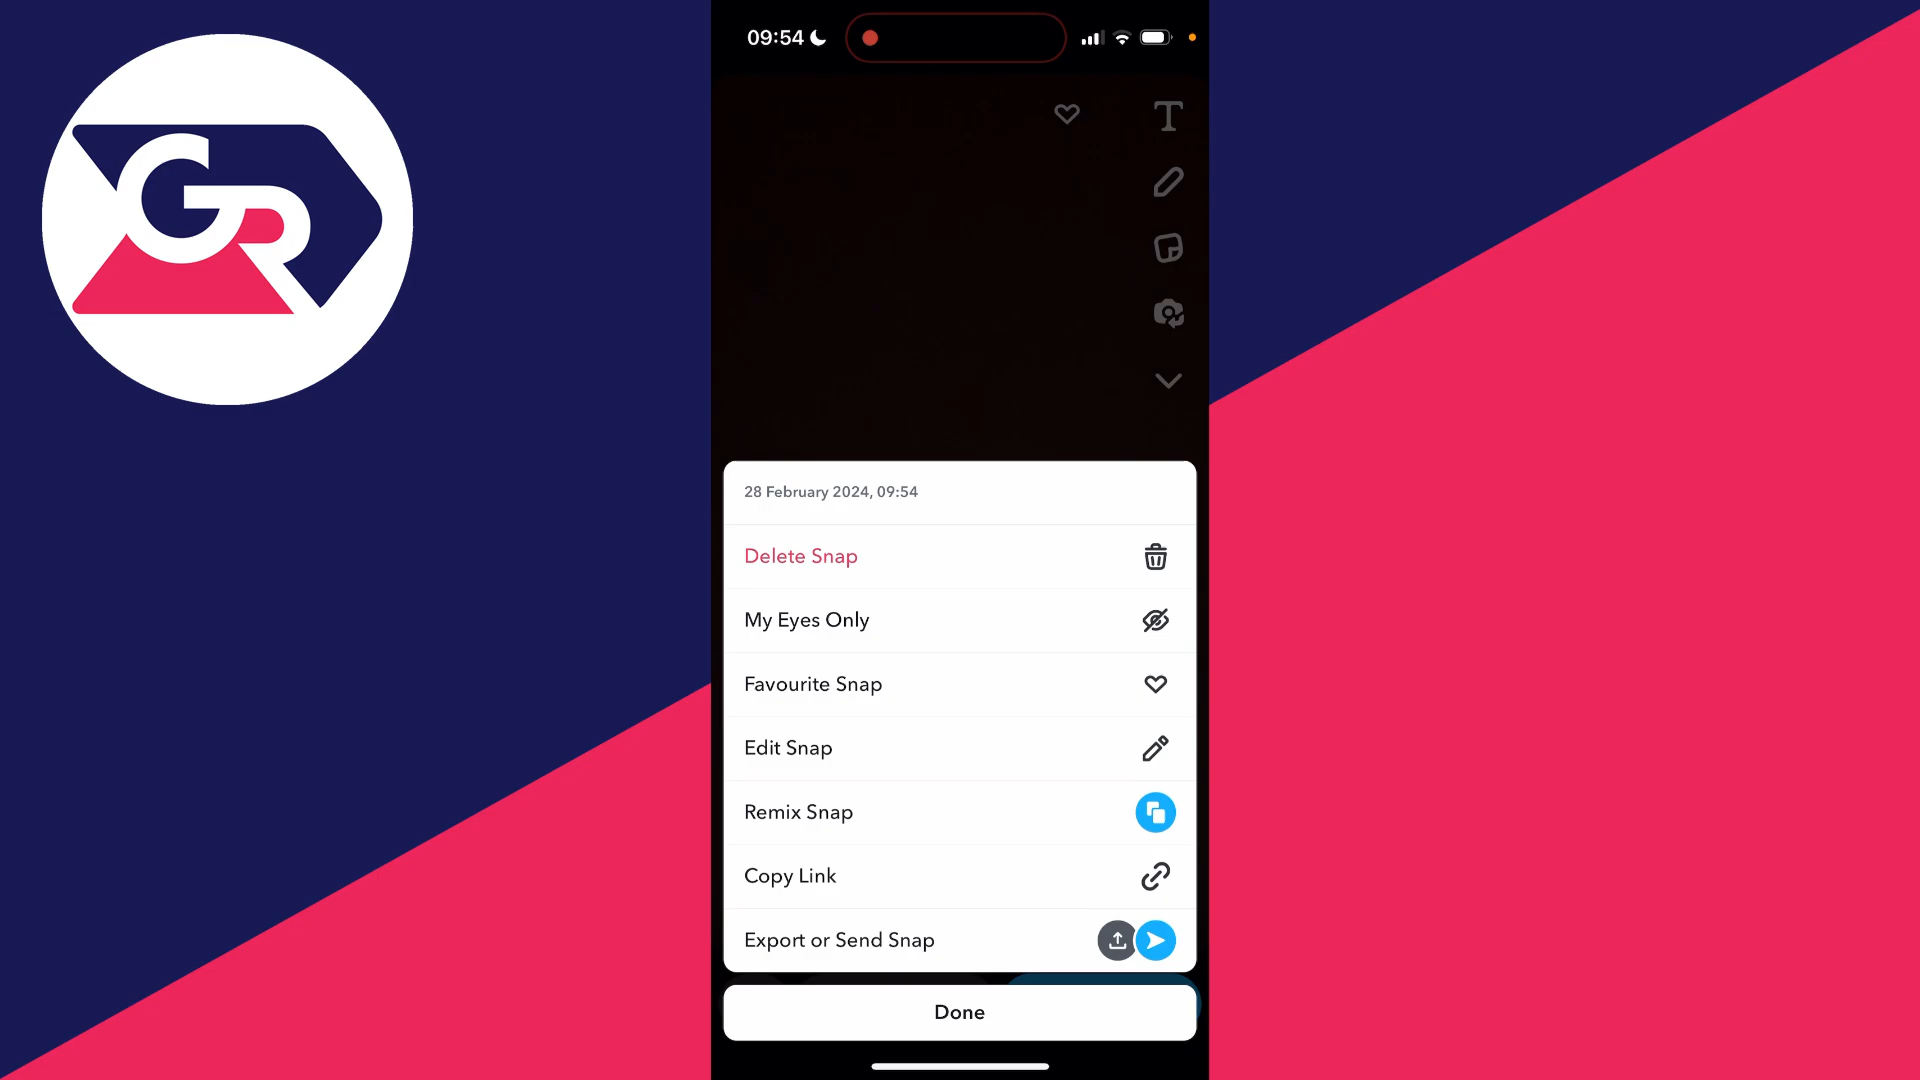 GR
09:54
T
28 February 2024, 09:54
Delete Snap
My Eyes Only
Favourite Snap
Edit Snap
Remix Snap
Copy Link
Export or Send Snap
Done